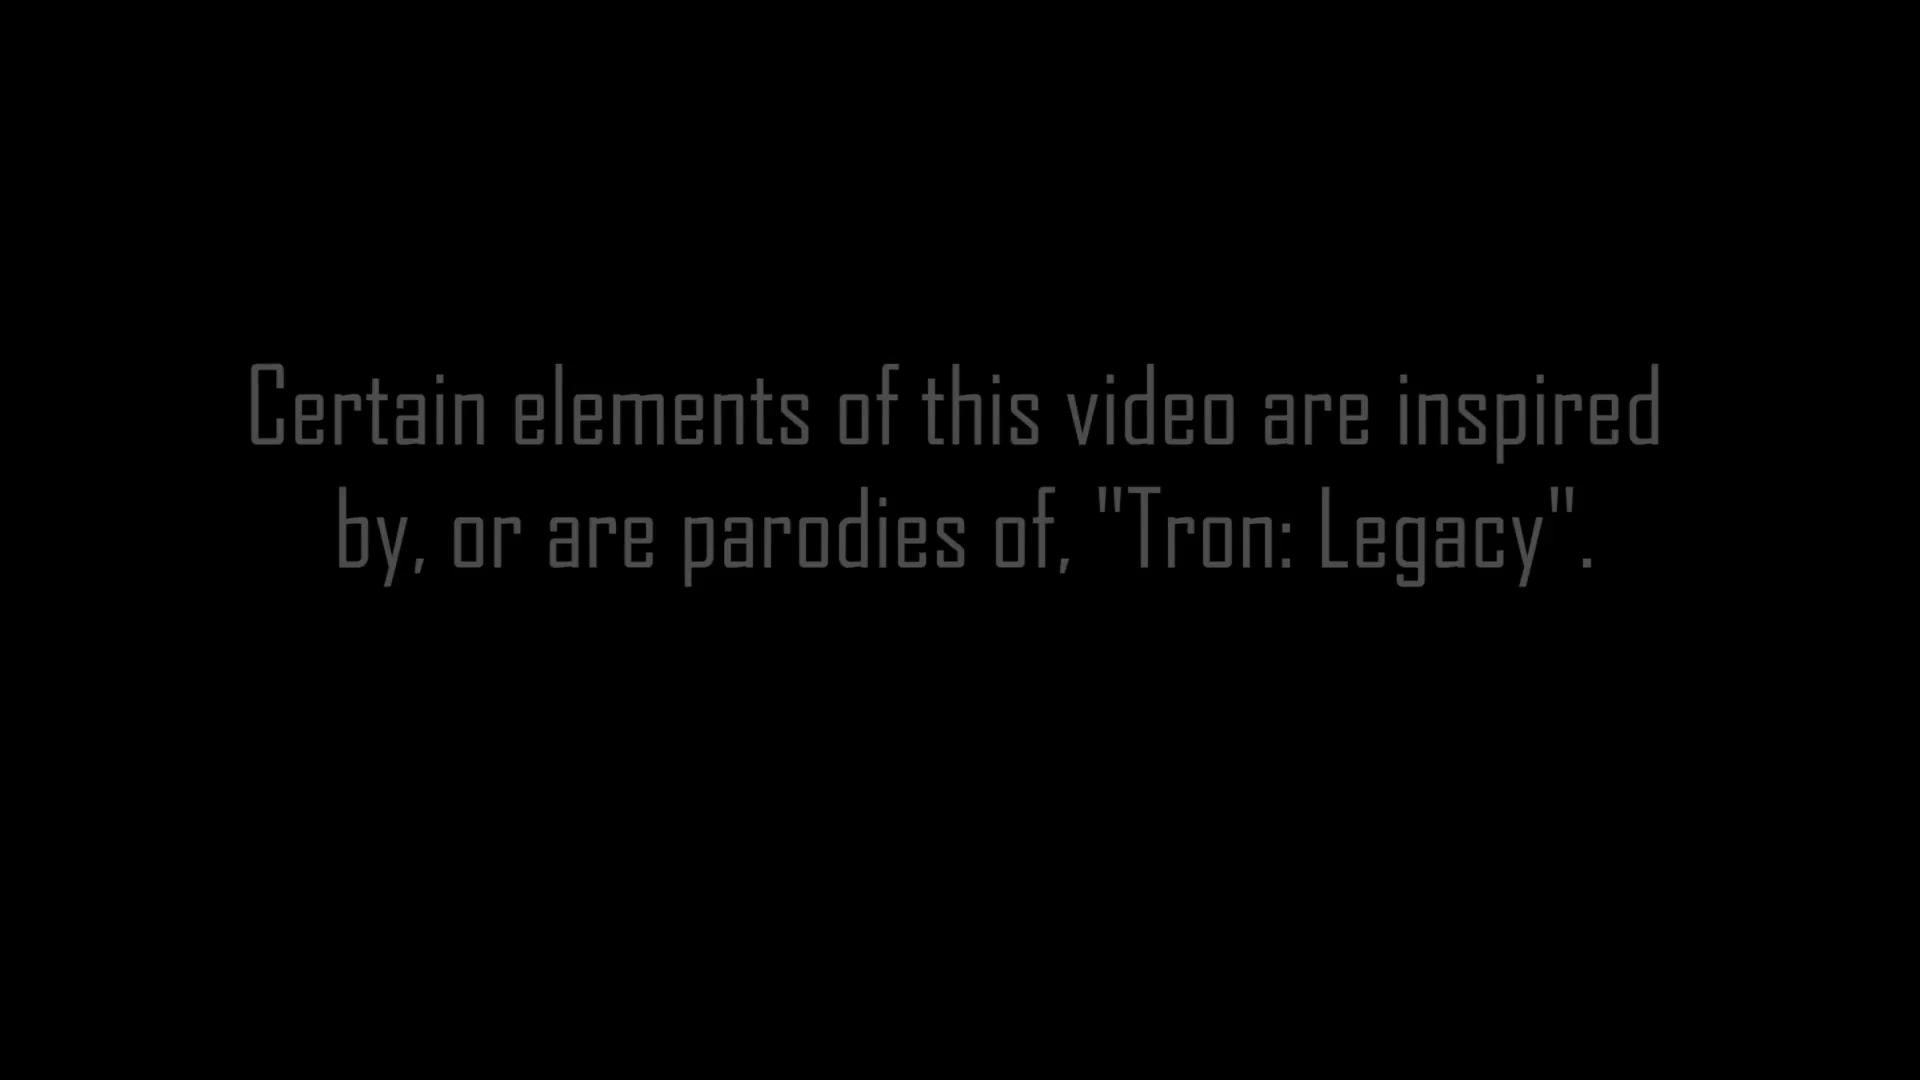 Certain elements of this video are inspired
by, or are parodies of, "Tron: Legacy".